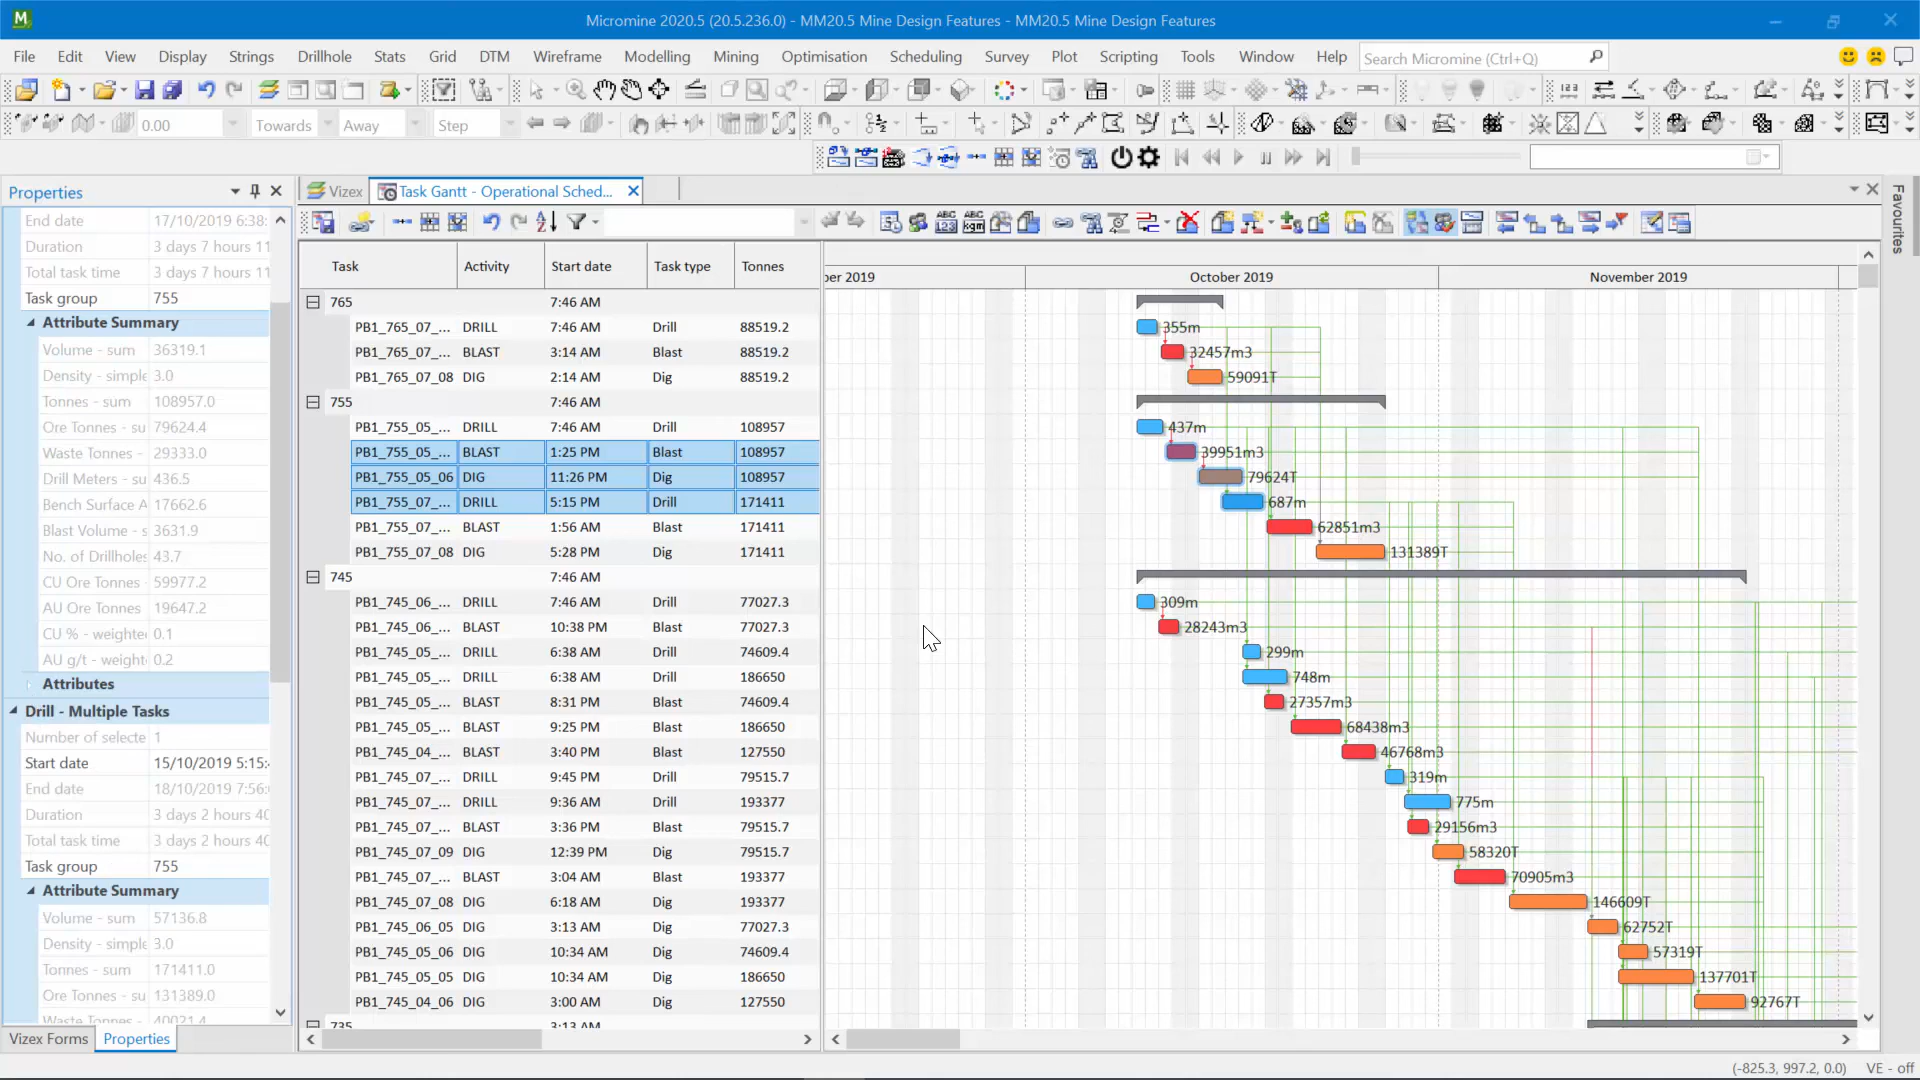 Micromine 2020.5 (20.5.236.0) - MM20.5 Mine Design Features - MM20.5 Mine Design Features
File Edit View Display Strings Drillhole Stats Grid DTM Wireframe Modelling Mining Optimisation Scheduling Survey Plot Scripting Tools Window Help Search Micromine (Ctrl+Q)
0.00 Towards Away Step
Properties
Vizex Task Gantt - Operational Sched...
Favourites
End date 17/10/2019 6:38:
Duration 3 days 7 hours 11
Total task time 3 days 7 hours 11
Task group 755
Attribute Summary
Volume - sum 36319.1
Density - simple 3.0
Tonnes - sum 108957.0
Ore Tonnes - su 79624.4
Waste Tonnes - 29333.0
Drill Meters - su 436.5
Bench Surface A 17662.6
Blast Volume - s 3631.9
No. of Drillholes 43.7
CU Ore Tonnes 59977.2
AU Ore Tonnes 19647.2
CU % - weighte 0.1
AU g/t - weight 0.2
Attributes
Drill - Multiple Tasks
Number of selecte 1
Start date 15/10/2019 5:15:
End date 18/10/2019 7:56:
Duration 3 days 2 hours 40
Total task time 3 days 2 hours 40
Task group 755
Attribute Summary
Volume - sum 57136.8
Density - simple 3.0
Tonnes - sum 171411.0
Ore Tonnes - su 131389.0
Waste Tonnes - 40021.4
Vizex Forms Properties
Task Activity Start date Task type Tonnes
ber 2019 October 2019 November 2019
765 7:46 AM
PB1_765_07_... DRILL 7:46 AM Drill 88519.2 355m
PB1_765_07_... BLAST 3:14 AM Blast 88519.2 32457m3
PB1_765_07_08 DIG 2:14 AM Dig 88519.2 59091T
755 7:46 AM
PB1_755_05_... DRILL 7:46 AM Drill 108957 437m
PB1_755_05_... BLAST 1:25 PM Blast 108957 39951m3
PB1_755_05_06 DIG 11:26 PM Dig 108957 79624T
PB1_755_07_... DRILL 5:15 PM Drill 171411 687m
PB1_755_07_... BLAST 1:56 AM Blast 171411 62851m3
PB1_755_07_08 DIG 5:28 PM Dig 171411 131389T
745 7:46 AM
PB1_745_06_... DRILL 7:46 AM Drill 77027.3 309m
PB1_745_06_... BLAST 10:38 PM Blast 77027.3 28243m3
PB1_745_05_... DRILL 6:38 AM Drill 74609.4 299m
PB1_745_05_... DRILL 6:38 AM Drill 186650 748m
PB1_745_05_... BLAST 8:31 PM Blast 74609.4 27357m3
PB1_745_05_... BLAST 9:25 PM Blast 186650 68438m3
PB1_745_04_... BLAST 3:40 PM Blast 127550 46768m3
PB1_745_07_... DRILL 9:45 PM Drill 79515.7 319m
PB1_745_07_... DRILL 9:36 AM Drill 193377 775m
PB1_745_07_... BLAST 3:36 PM Blast 79515.7 29156m3
PB1_745_07_09 DIG 12:39 PM Dig 79515.7 58320T
PB1_745_07_... BLAST 3:04 AM Blast 193377 70905m3
PB1_745_07_08 DIG 6:18 AM Dig 193377 146609T
PB1_745_06_05 DIG 3:13 AM Dig 77027.3 62752T
PB1_745_05_06 DIG 10:34 AM Dig 74609.4 57319T
PB1_745_05_05 DIG 10:34 AM Dig 186650 137701T
PB1_745_04_06 DIG 3:00 AM Dig 127550 92767T
735 3:13 AM
(-825.3, 997.2, 0.0) VE - off